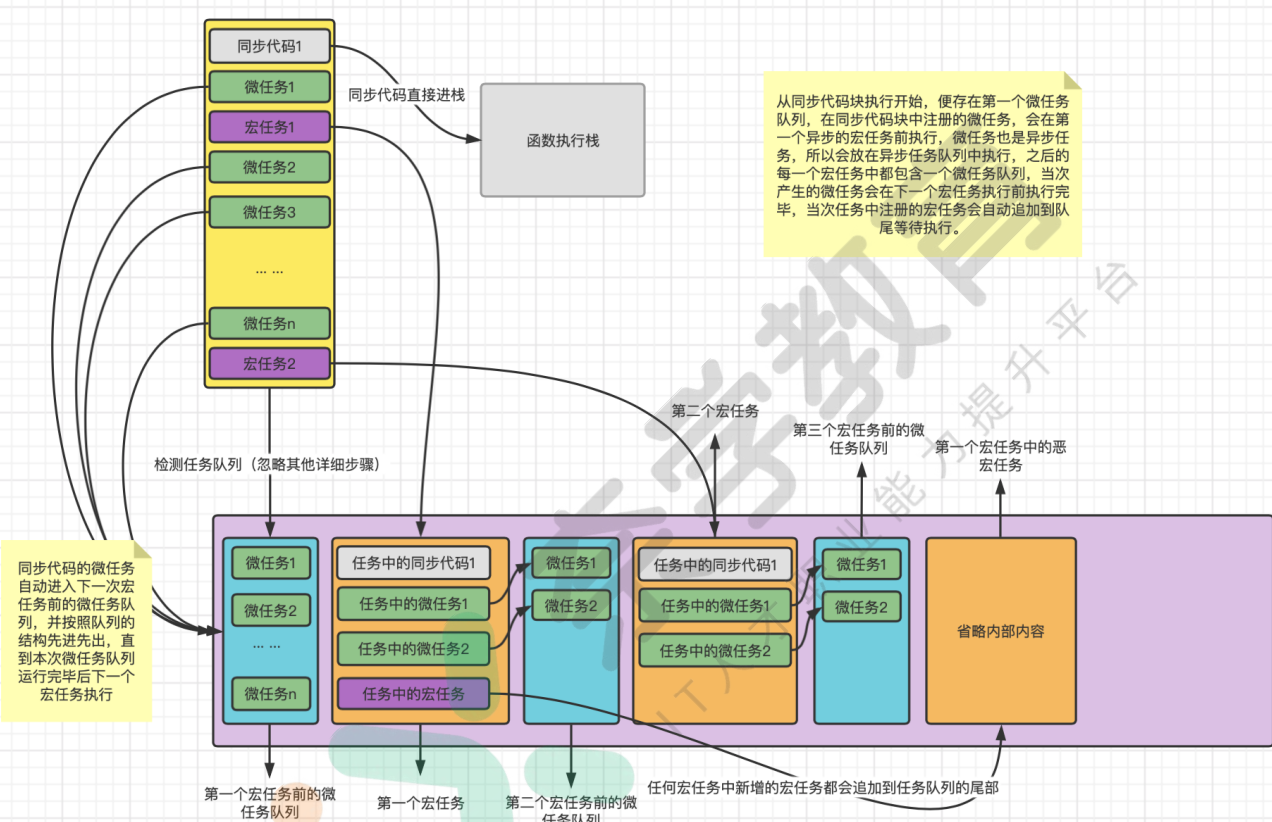 同步代码1
微任务1
宏任务1
微任务2
微任务3
... ...
微任务n
宏任务2
同步代码直接进栈
函数执行栈
从同步代码块执行开始，便存在第一个微任务
队列，在同步代码块中注册的微任务，会在第
一个异步的宏任务前执行，微任务也是异步任
务，所以会放在异步任务队列中执行，之后的
每一个宏任务中都包含一个微任务队列，当次
产生的微任务会在下一个宏任务执行前执行完
毕，当次任务中注册的宏任务会自动追加到队
尾等待执行。
检测任务队列（忽略其他详细步骤）
第二个宏任务
第三个宏任务前的微
任务队列
第一个宏任务中的恶
宏任务
同步代码的微任务
自动进入下一次宏
任务前的微任务队
列，并按照队列的
结构先进先出，直
到本次微任务队列
运行完毕后下一个
宏任务执行
微任务1
微任务2
... ...
微任务n
任务中的同步代码1
任务中的微任务1
任务中的微任务2
任务中的宏任务
微任务1
微任务2
任务中的同步代码1
任务中的微任务1
任务中的微任务2
微任务1
微任务2
省略内部内容
第一个宏任务前的微
任务队列
第一个宏任务
第二个宏任务前的微
任务队列
任何宏任务中新增的宏任务都会追加到任务队列的尾部
学教育
IT人才职业能力提升平台